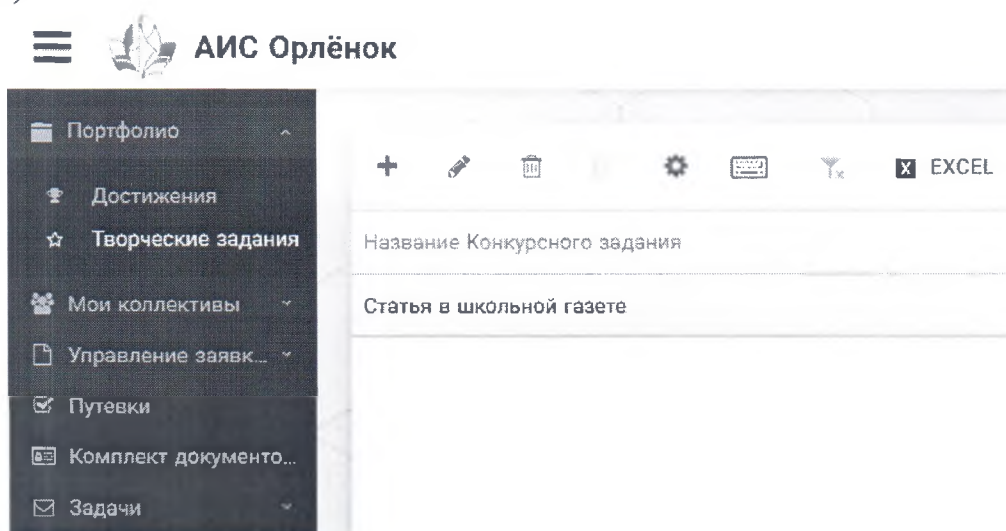 АИС Орлёнок
Портфолио
Достижения
Творческие задания
Мои коллективы
Управление заявк...
Путевки
Комплект документо...
Задачи
X EXCEL
Название Конкурсного задания
Статья в школьной газете